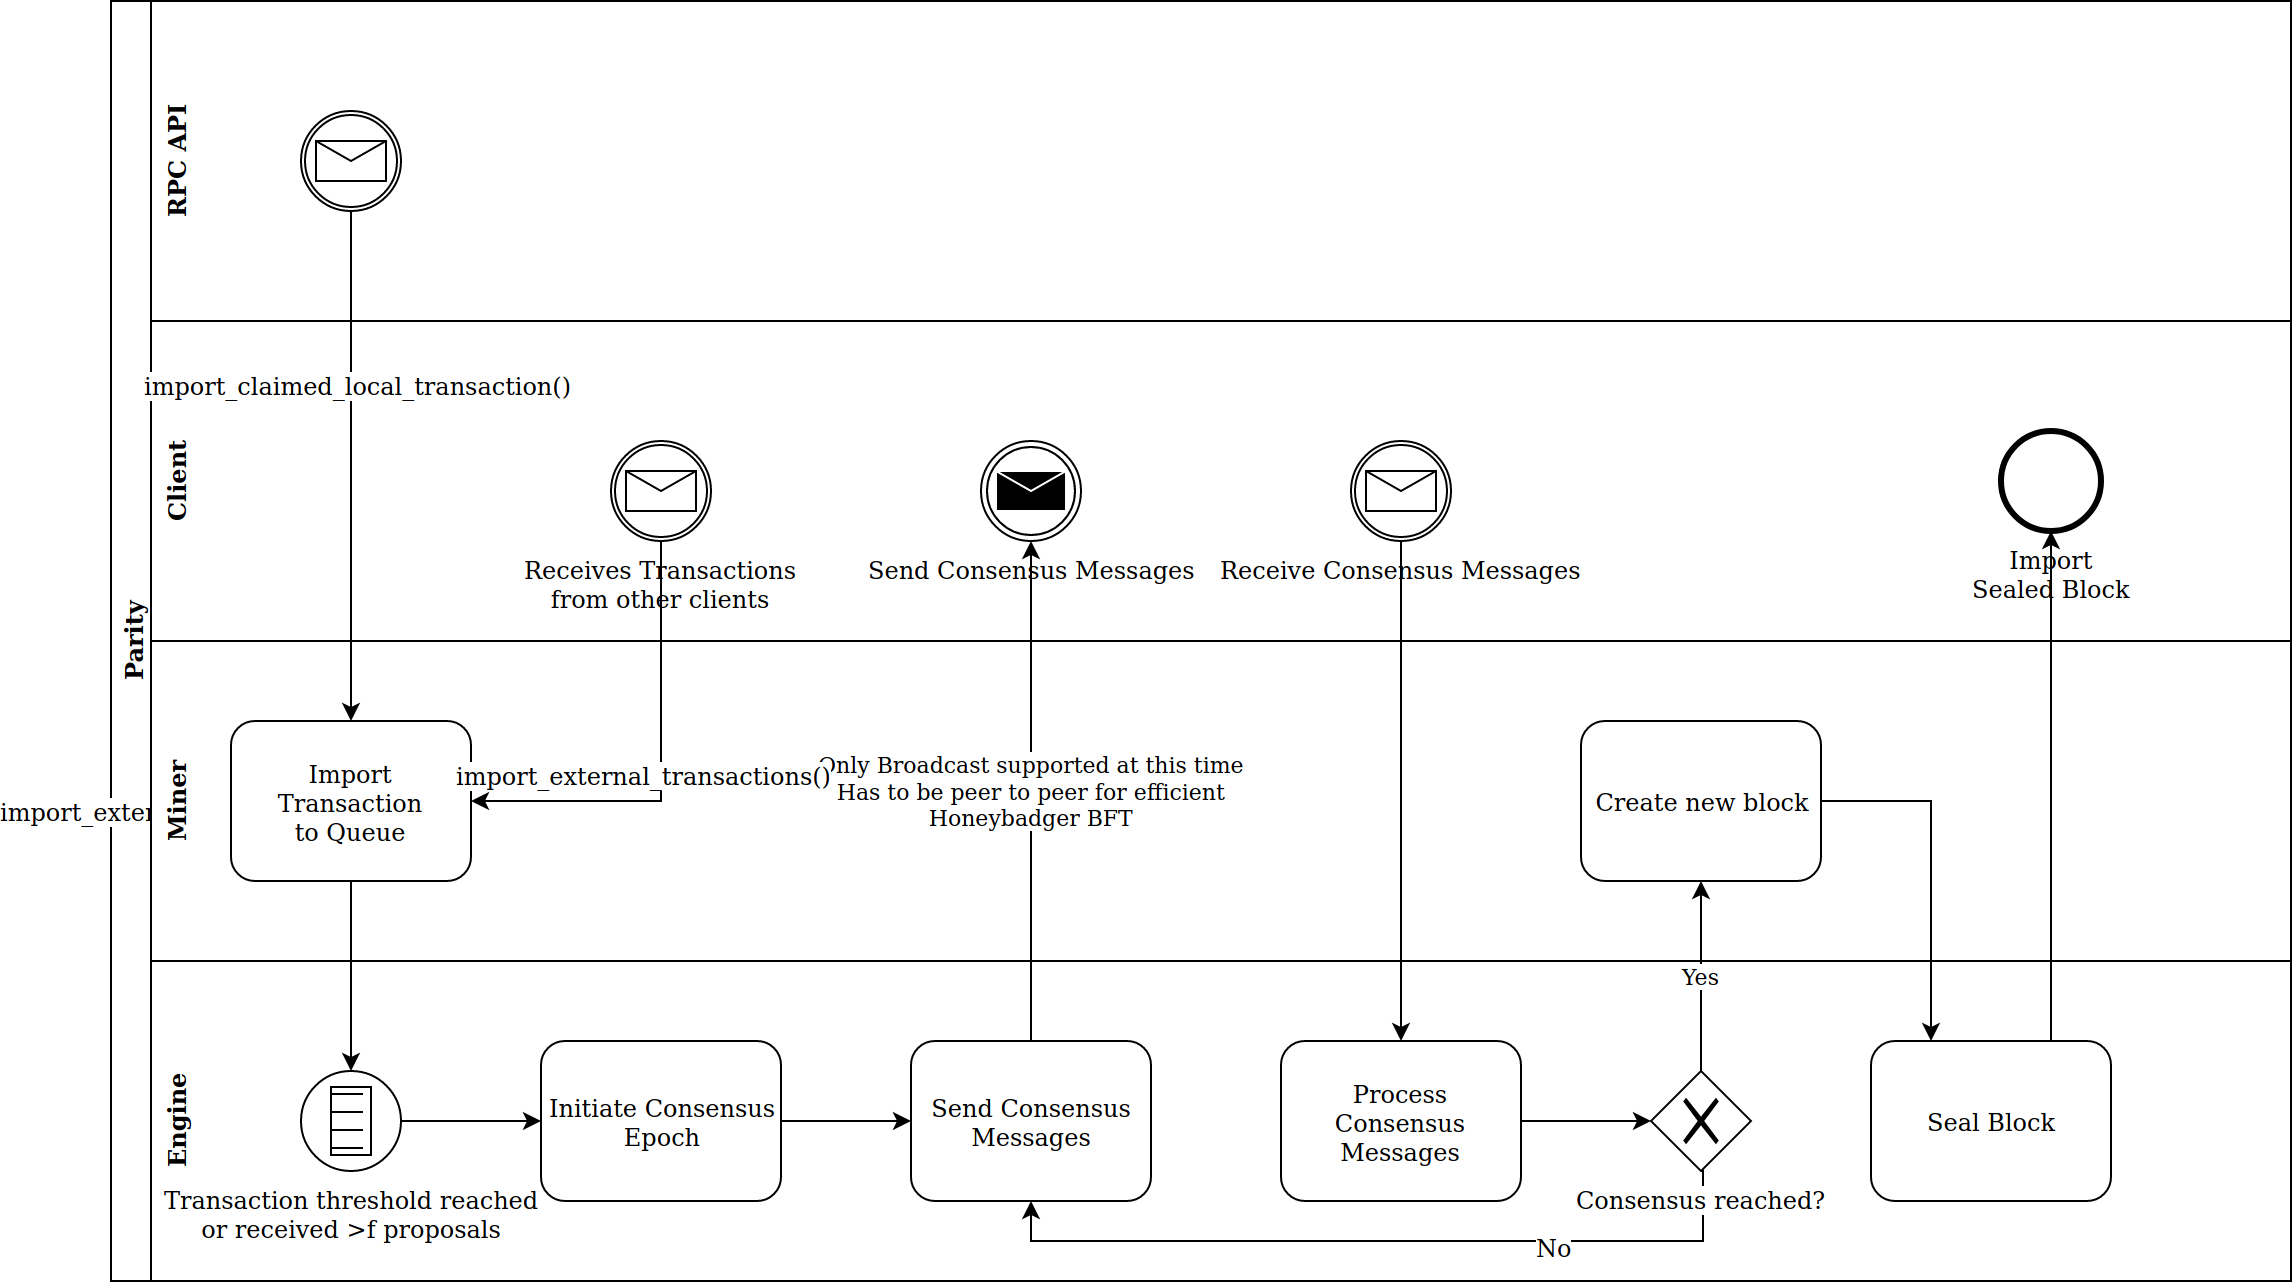 Parity
RPC API
import_claimed_local_transaction()
Client
Receives Transactions
from other clients
Send Consensus Messages
Receive Consensus Messages
Import
Sealed Block
Miner
import_exter
Import
Transaction
to Queue
import_external_transactions()
Only Broadcast supported at this time
Has to be peer to peer for efficient
Honeybadger BFT
Create new block
Yes
Engine
Transaction threshold reached
or received >f proposals
Initiate Consensus
Epoch
Send Consensus
Messages
Process
Consensus
Messages
Consensus reached?
No
Seal Block